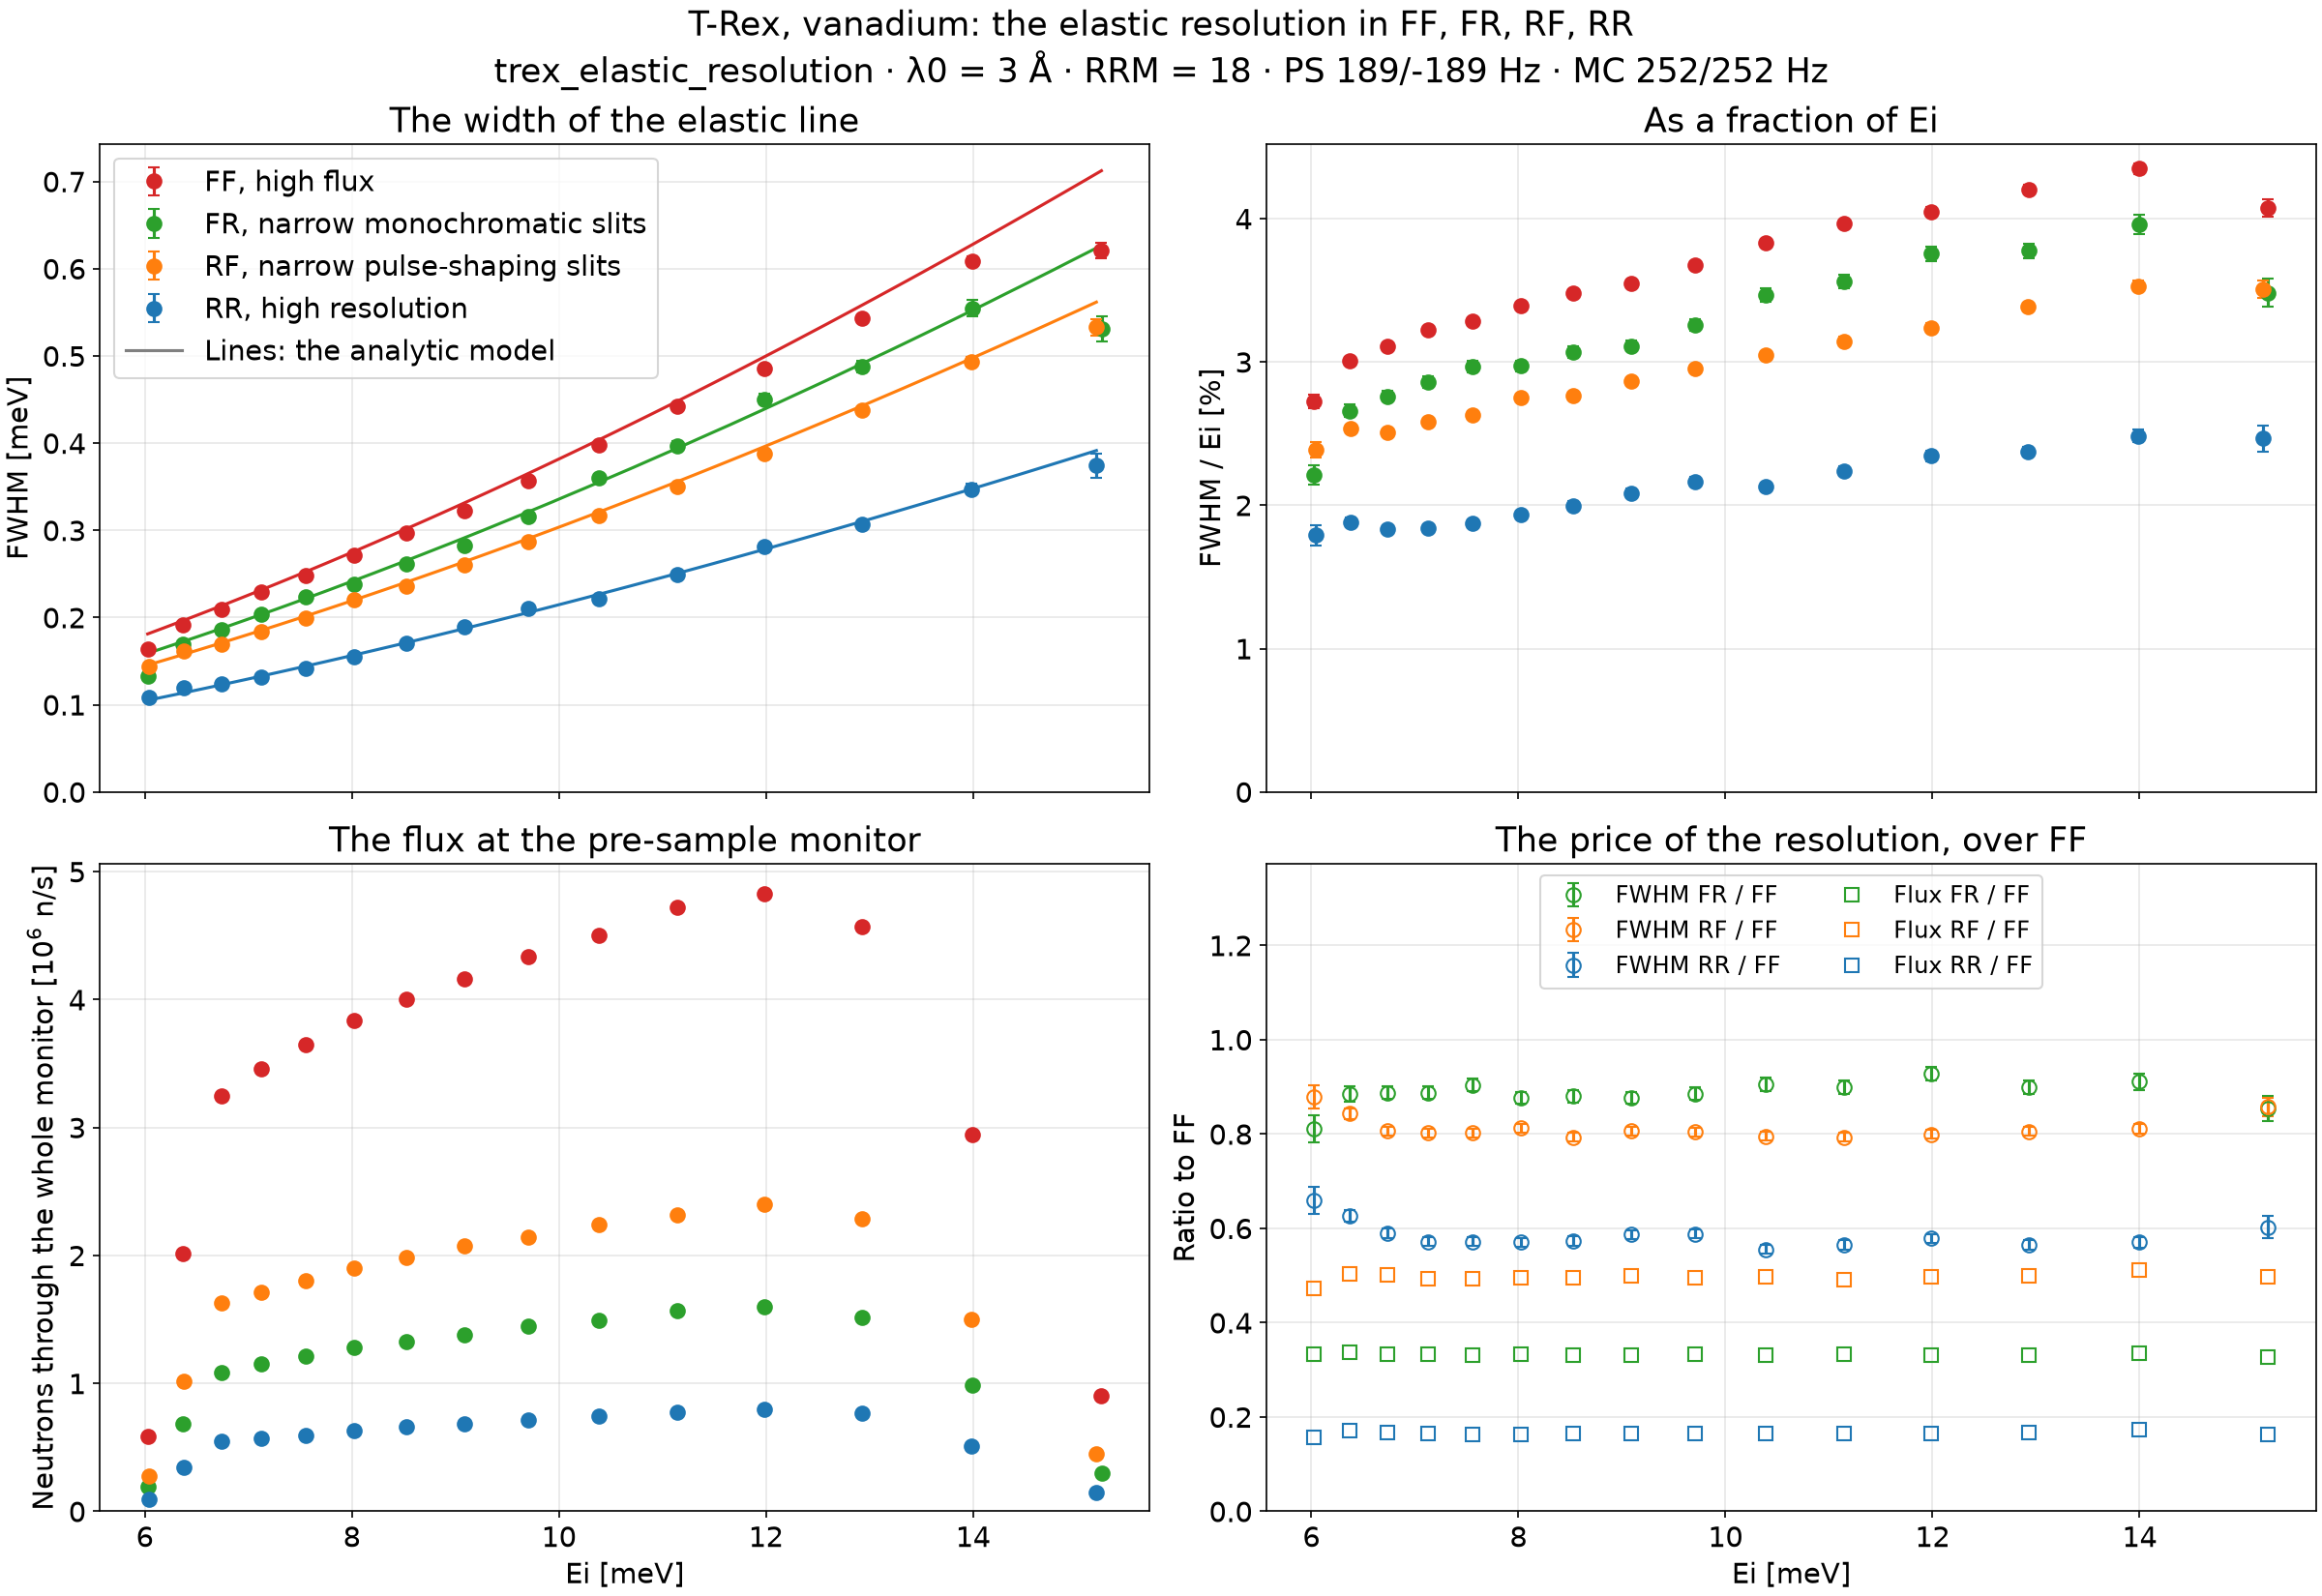 T-Rex, vanadium: the elastic resolution in FF, FR, RF, RR
trex_elastic_resolution · λ0 = 3 Å · RRM = 18 · PS 189/-189 Hz · MC 252/252 Hz
The width of the elastic line
FWHM [meV]
0.7
0.6
0.5
0.4
0.3
0.2
0.1
0.0
FF, high flux
FR, narrow monochromatic slits
RF, narrow pulse-shaping slits
RR, high resolution
Lines: the analytic model
As a fraction of Ei
FWHM / Ei [%]
4
3
2
1
0
The flux at the pre-sample monitor
Neutrons through the whole monitor [10⁶ n/s]
5
4
3
2
1
0
6 8 10 12 14
Ei [meV]
The price of the resolution, over FF
Ratio to FF
1.2
1.0
0.8
0.6
0.4
0.2
0.0
FWHM FR / FF
FWHM RF / FF
FWHM RR / FF
Flux FR / FF
Flux RF / FF
Flux RR / FF
6 8 10 12 14
Ei [meV]